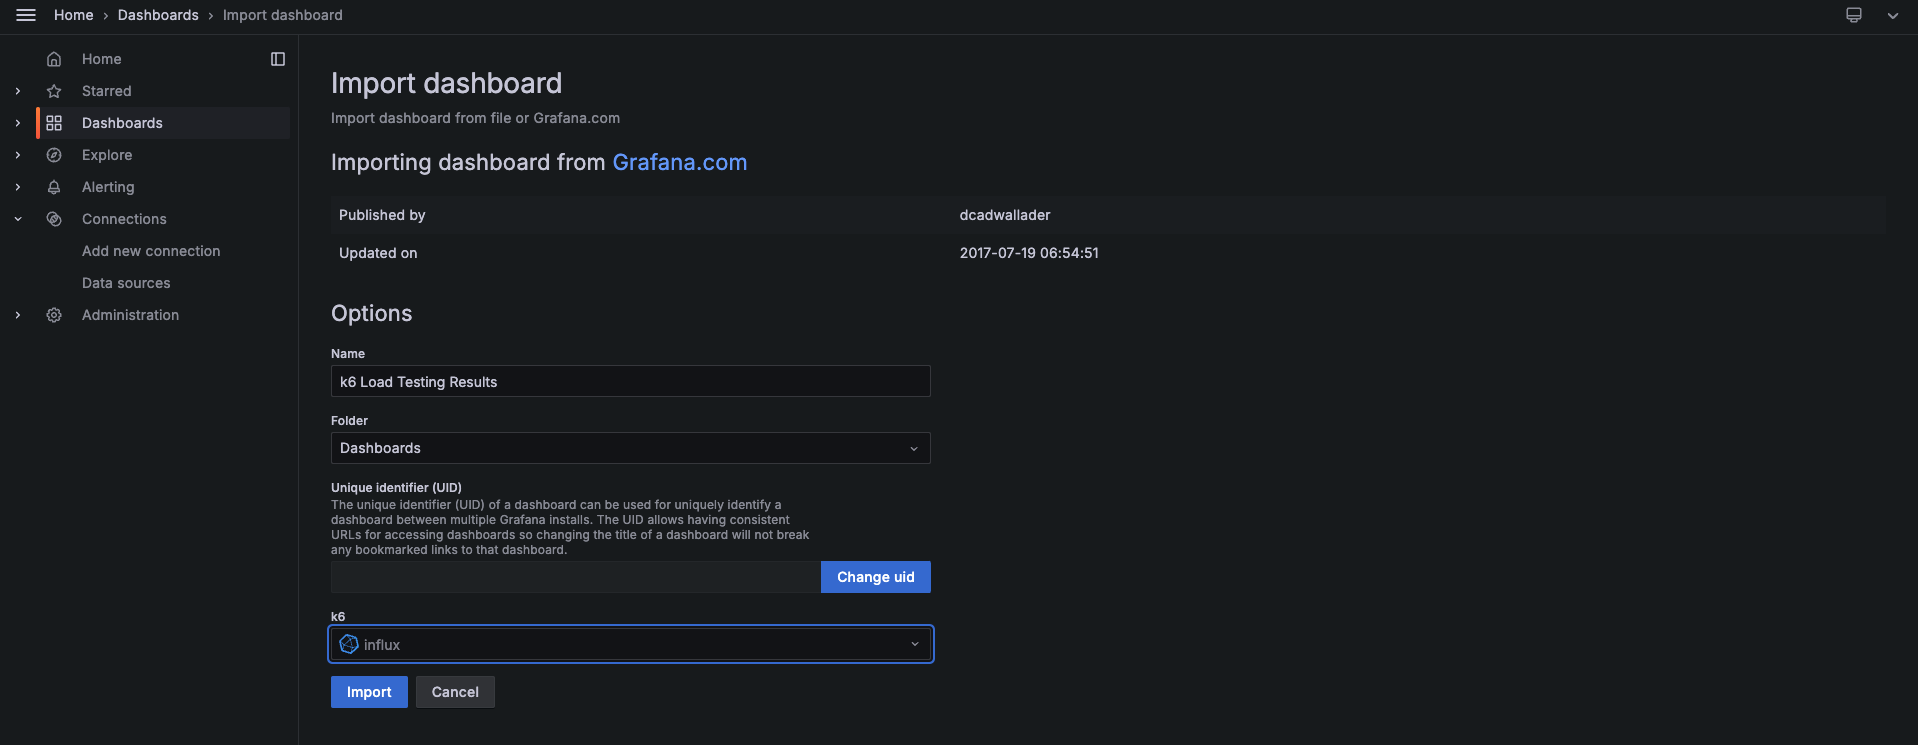 Home › Dashboards › Import dashboard
Home
Starred
Dashboards
Explore
Alerting
Connections
Add new connection
Data sources
Administration
Import dashboard
Import dashboard from file or Grafana.com
Importing dashboard from Grafana.com
Published by dcadwallader
Updated on 2017-07-19 06:54:51
Options
Name
k6 Load Testing Results
Folder
Dashboards
Unique identifier (UID)
The unique identifier (UID) of a dashboard can be used for uniquely identify a
dashboard between multiple Grafana installs. The UID allows having consistent
URLs for accessing dashboards so changing the title of a dashboard will not break
any bookmarked links to that dashboard.
Change uid
k6
influx
Import Cancel